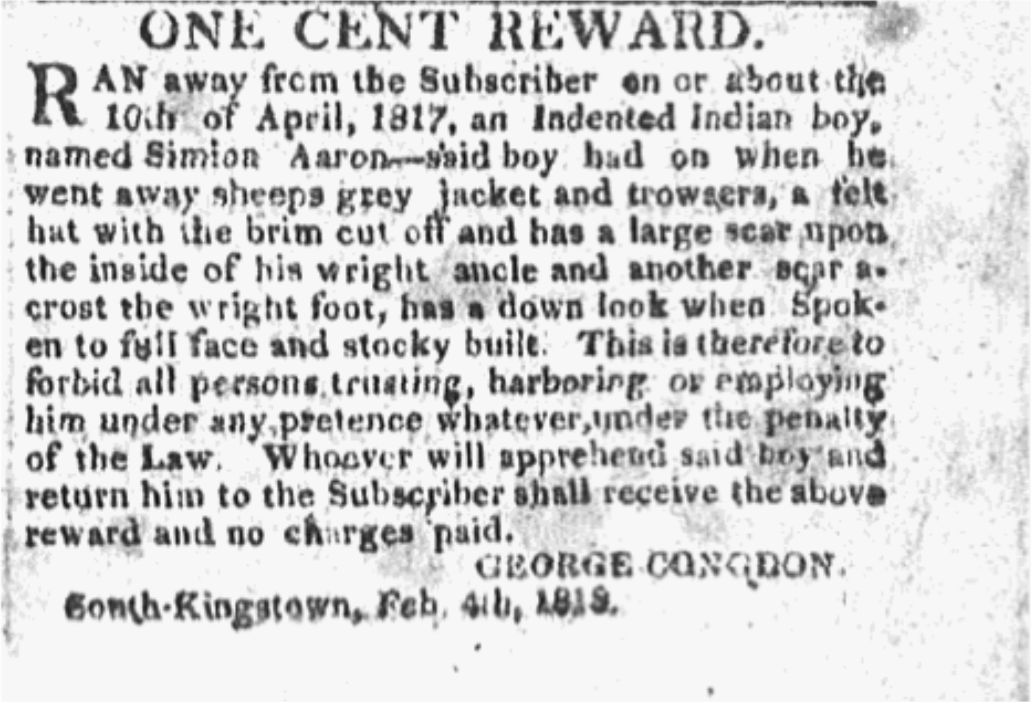 ONE CENT REWARD.
RAN away from the Subscriber on or about the
10th of April, 1817, an Indented Indian boy,
named Simion Aaron—said boy had on when he
went away sheeps grey jacket and trowsers, a felt
hat with the brim cut off and has a large scar upon
the inside of his wright ancle and another scar a-
crost the wright foot, has a down look when Spok-
en to full face and stocky built. This is therefore to
forbid all persons trusting, harboring or employing
him under any pretence whatever, under the penalty
of the Law. Whoever will apprehend said boy and
return him to the Subscriber shall receive the above
reward and no charges paid.
GEORGE CONGDON.
South-Kingstown, Feb. 4th,